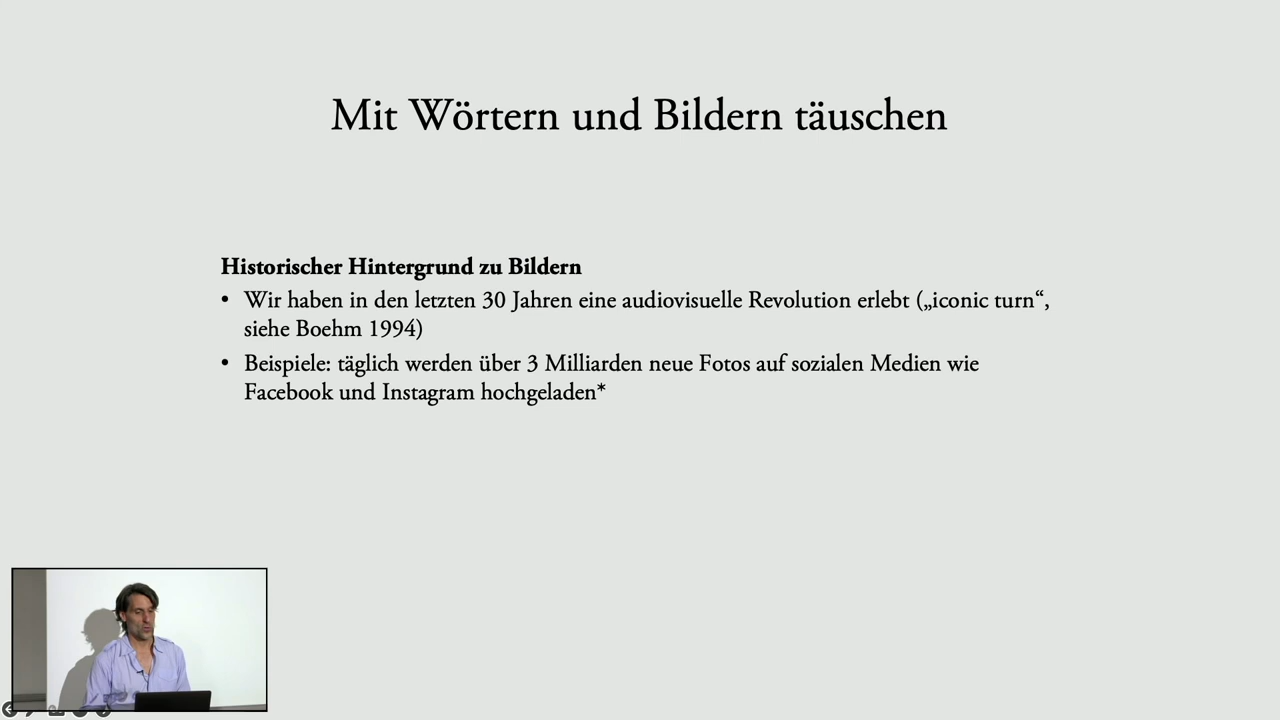 Mit Wörtern und Bildern täuschen
Historischer Hintergrund zu Bildern
• Wir haben in den letzten 30 Jahren eine audiovisuelle Revolution erlebt („iconic turn“,
siehe Boehm 1994)
• Beispiele: täglich werden über 3 Milliarden neue Fotos auf sozialen Medien wie
Facebook und Instagram hochgeladen*